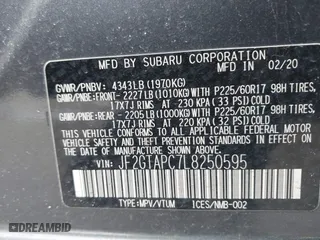 MFD BY SUBARU CORPORATION 02/20
GVWR/PNBV: 4343LB (1970KG)
GAWR/PNBE:FRONT- 2227LB (1010KG) WITH P225/60R17 98H TIRES,
17X7J RIMS AT 230 KPA (33 PSI) COLD
GAWR/PNBE:REAR - 2205LB (1000KG) WITH P225/60R17 98H TIRES,
17X7J RIMS AT 220 KPA (32 PSI) COLD
THIS VEHICLE CONFORMS TO ALL APPLICABLE FEDERAL MOTOR
VEHICLE SAFETY, BUMPER, AND THEFT PREVENTION STANDARDS
IN EFFECT ON THE DATE OF MANUFACTURE SHOWN ABOVE.
VIN: JF2GTAPC7L8250595
TYPE:MPV/VTUM ICES/NMB-002